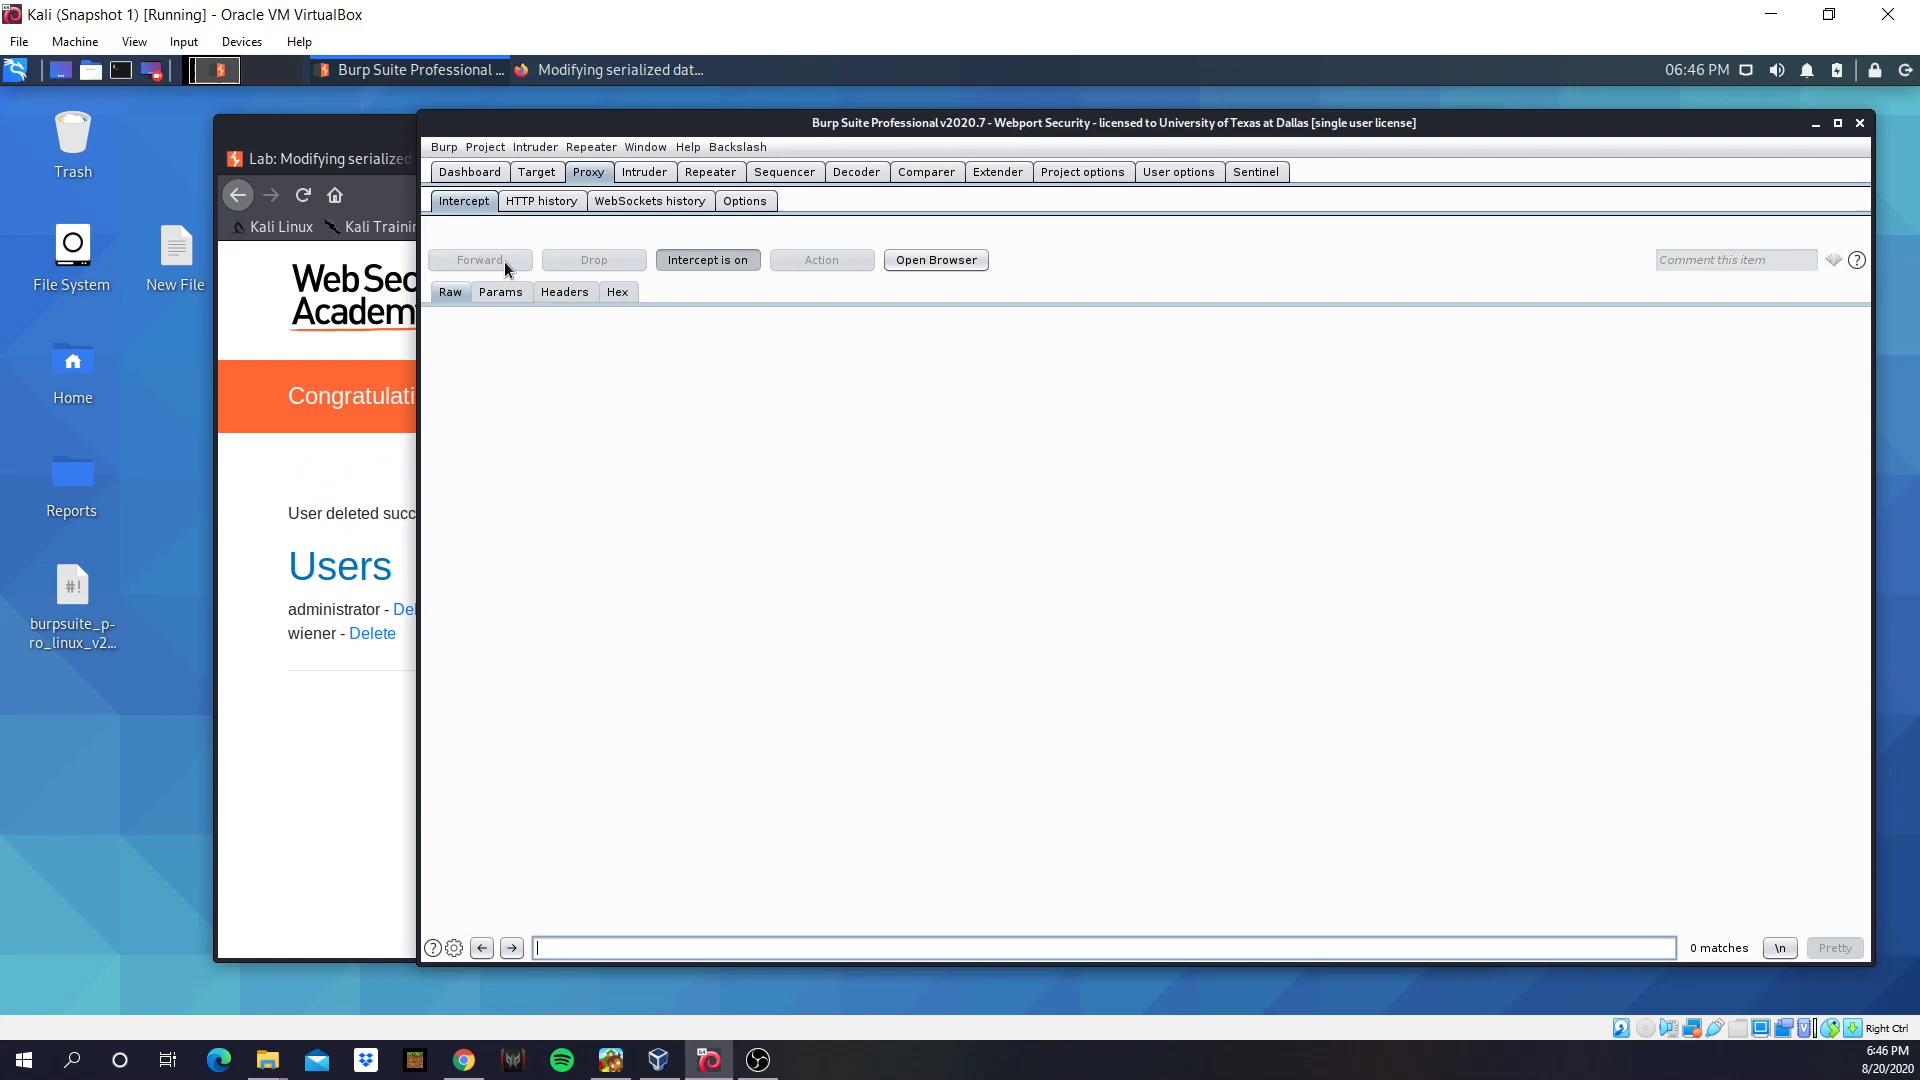 Kali (Snapshot 1) [Running] - Oracle VM VirtualBox
File Machine View Input Devices Help
Burp Suite Professional ... Modifying serialized dat... 06:46 PM
Trash
File System
New File
Home
Reports
#!
burpsuite_p-
ro_linux_v2...
Lab: Modifying serialized
Kali Linux Kali Trainin
Web Sec
Academ
Congratulati
User deleted succ
Users
administrator - Del
wiener - Delete
Burp Suite Professional v2020.7 - Webport Security - licensed to University of Texas at Dallas [single user license]
Burp Project Intruder Repeater Window Help Backslash
Dashboard Target Proxy Intruder Repeater Sequencer Decoder Comparer Extender Project options User options Sentinel
Intercept HTTP history WebSockets history Options
Forward Drop Intercept is on Action Open Browser Comment this item ?
Raw Params Headers Hex
? 0 matches \n Pretty
Right Ctrl
6:46 PM
8/20/2020